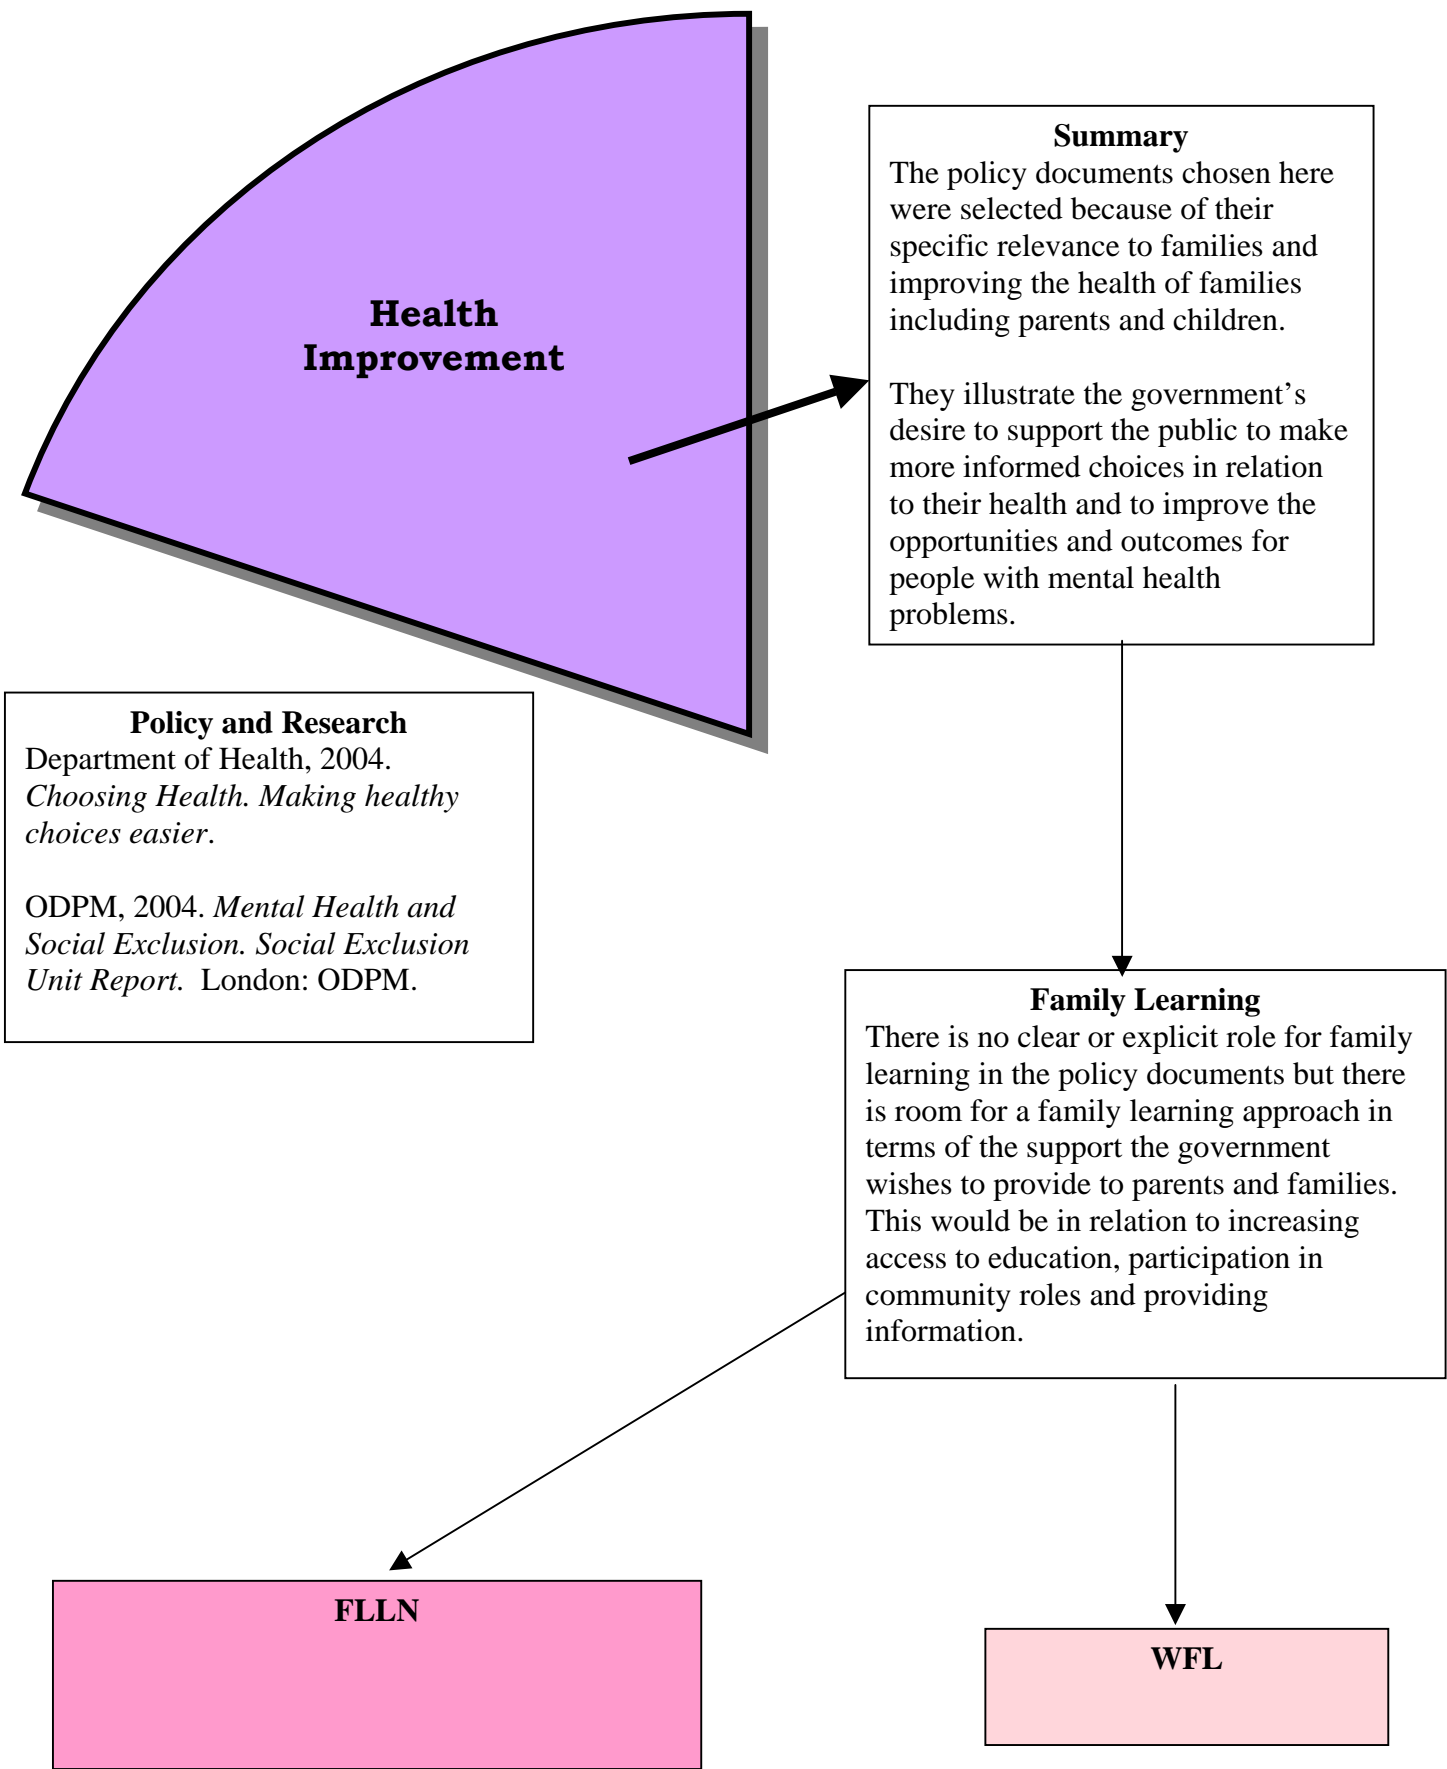 Health
Improvement
Summary
The policy documents chosen here
were selected because of their
specific relevance to families and
improving the health of families
including parents and children.
They illustrate the government’s
desire to support the public to make
more informed choices in relation
to their health and to improve the
opportunities and outcomes for
people with mental health
problems.
Policy and Research
Department of Health, 2004.
Choosing Health. Making healthy
choices easier.
ODPM, 2004. Mental Health and
Social Exclusion. Social Exclusion
Unit Report. London: ODPM.
Family Learning
There is no clear or explicit role for family
learning in the policy documents but there
is room for a family learning approach in
terms of the support the government
wishes to provide to parents and families.
This would be in relation to increasing
access to education, participation in
community roles and providing
information.
FLLN
WFL